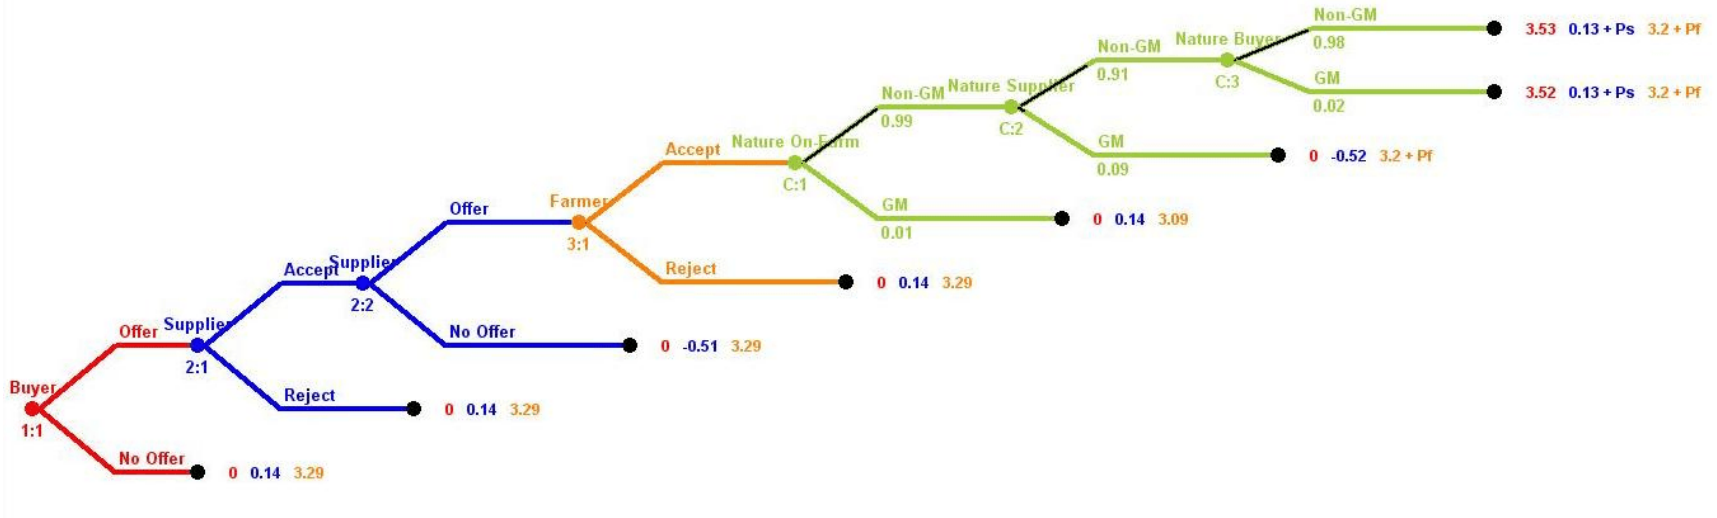 Non-GM
0.98
3.53 0.13 + Ps 3.2 + Pf
Nature Buyer
C:3
GM
0.02
3.52 0.13 + Ps 3.2 + Pf
Non-GM
0.91
Nature Supplier
C:2
GM
0.09
0 -0.52 3.2 + Pf
Non-GM
0.99
Nature On-Farm
C:1
GM
0.01
0 0.14 3.09
Accept
Farmer
3:1
Reject
0 0.14 3.29
Offer
Supplier
2:2
No Offer
0 -0.51 3.29
Accept
Supplier
2:1
Reject
0 0.14 3.29
Offer
Buyer
1:1
No Offer
0 0.14 3.29